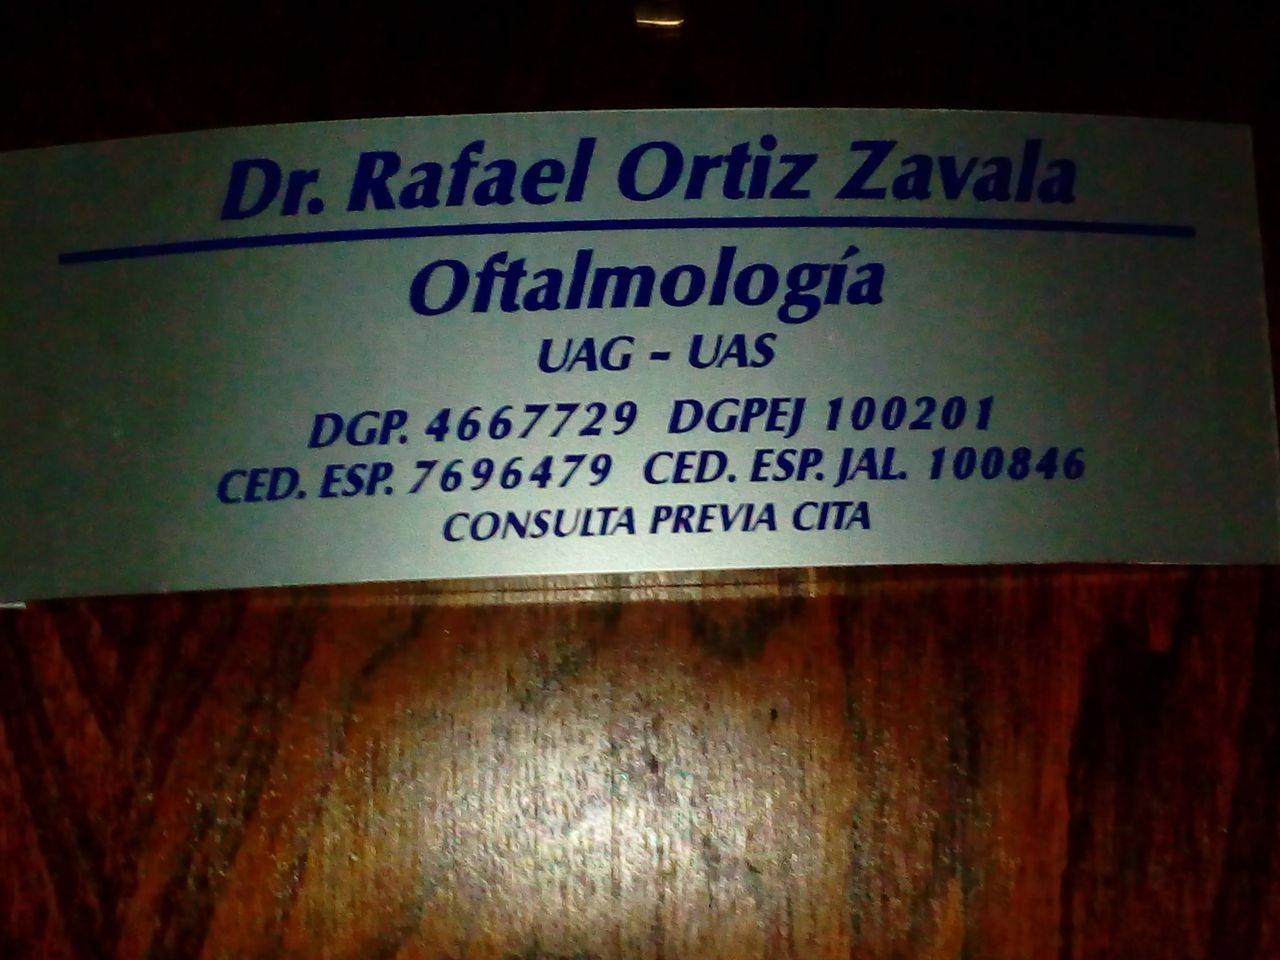 Dr. Rafael Ortiz Zavala
Oftalmología
UAG - UAS
DGP. 4667729 DGPEJ 100201
CED. ESP. 7696479 CED. ESP. JAL. 100846
CONSULTA PREVIA CITA